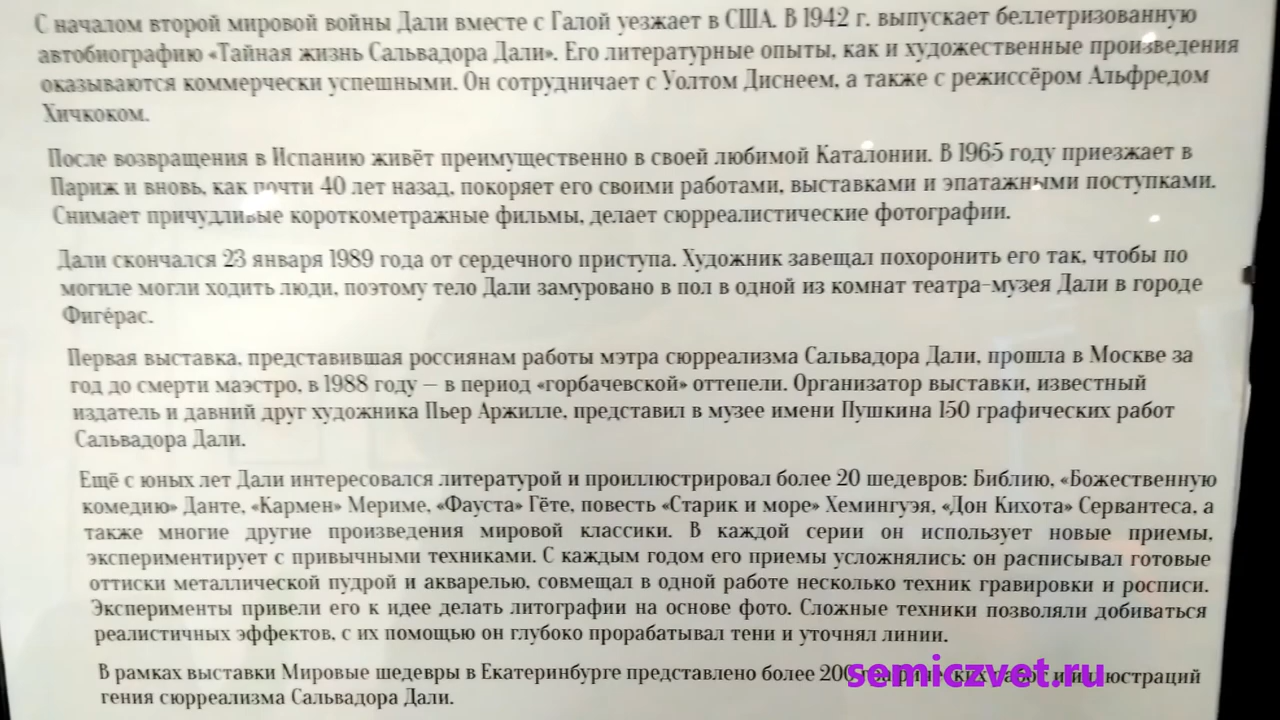 С началом второй мировой войны Дали вместе с Галой уезжает в США. В 1942 г. выпускает беллетризованную
автобиографию «Тайная жизнь Сальвадора Дали». Его литературные опыты, как и художественные произведения
оказываются коммерчески успешными. Он сотрудничает с Уолтом Диснеем, а также с режиссёром Альфредом
Хичкоком.
После возвращения в Испанию живёт преимущественно в своей любимой Каталонии. В 1965 году приезжает в
Париж и вновь, как почти 40 лет назад, покоряет его своими работами, выставками и эпатажными поступками.
Снимает причудливые короткометражные фильмы, делает сюрреалистические фотографии.
Дали скончался 23 января 1989 года от сердечного приступа. Художник завещал похоронить его так, чтобы по
могиле могли ходить люди, поэтому тело Дали замуровано в пол в одной из комнат театра-музея Дали в городе
Фигéрас.
Первая выставка, представившая россиянам работы мэтра сюрреализма Сальвадора Дали, прошла в Москве за
год до смерти маэстро, в 1988 году — в период «горбачевской» оттепели. Организатор выставки, известный
издатель и давний друг художника Пьер Аржилле, представил в музее имени Пушкина 150 графических работ
Сальвадора Дали.
Ещё с юных лет Дали интересовался литературой и проиллюстрировал более 20 шедевров: Библию, «Божественную
комедию» Данте, «Кармен» Мериме, «Фауста» Гёте, повесть «Старик и море» Хемингуэя, «Дон Кихота» Сервантеса, а
также многие другие произведения мировой классики. В каждой серии он использует новые приемы,
экспериментирует с привычными техниками. С каждым годом его приемы усложнялись: он расписывал готовые
оттиски металлической пудрой и акварелью, совмещал в одной работе несколько техник гравировки и росписи.
Эксперименты привели его к идее делать литографии на основе фото. Сложные техники позволяли добиваться
реалистичных эффектов, с их помощью он глубоко прорабатывал тени и уточнял линии.
В рамках выставки Мировые шедевры в Екатеринбурге представлено более 200 и иллюстраций
гения сюрреализма Сальвадора Дали.
semiczvet.ru